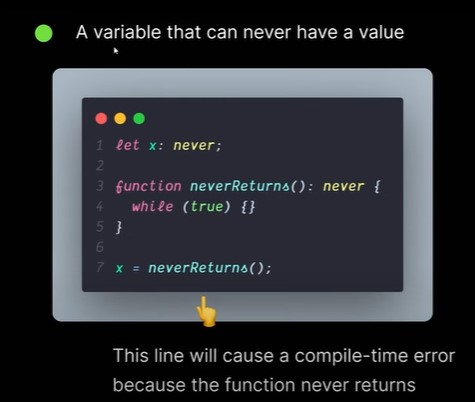 A variable that can never have a value
1 let x: never;
2
3 function neverReturns(): never {
4 while (true) {}
5 }
6
7 x = neverReturns();
This line will cause a compile-time error
because the function never returns